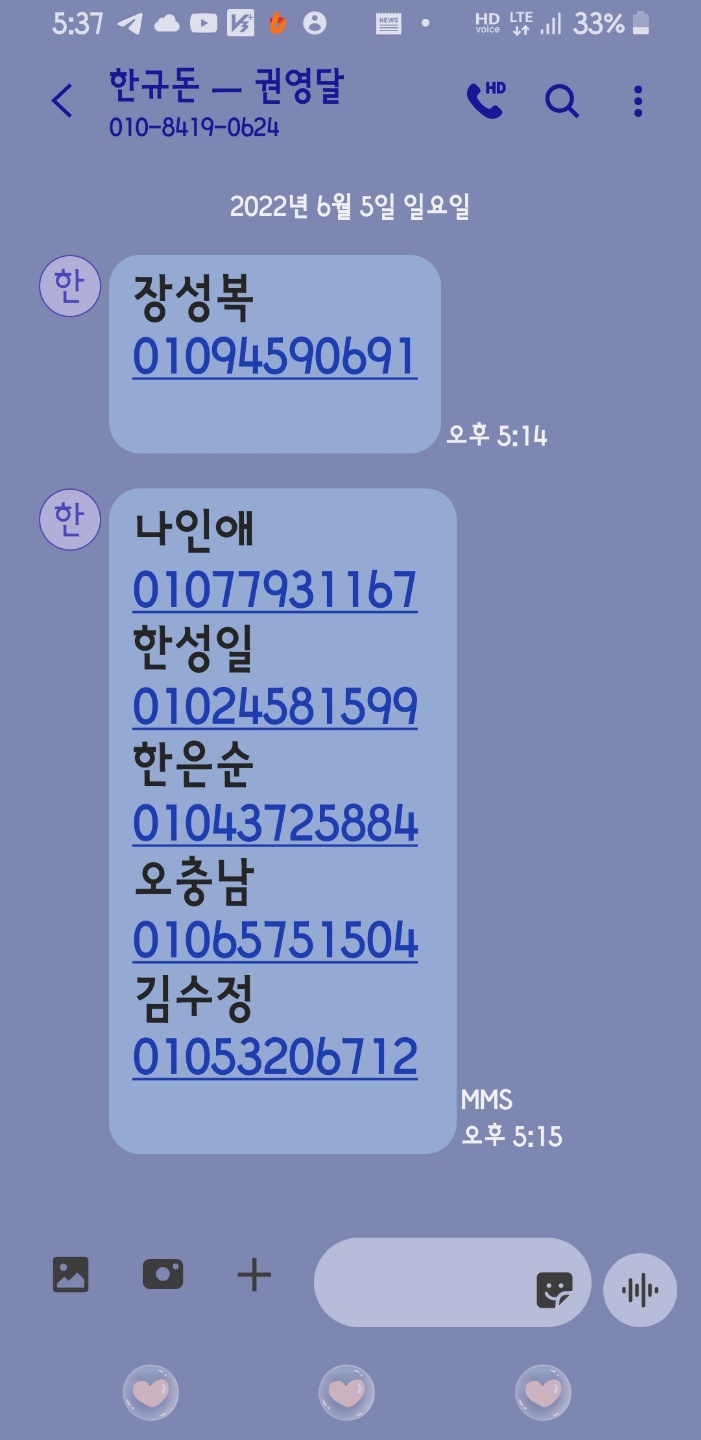 5:37
NEWS
HD voice LTE 33%
한규돈 — 권영달
HD
010-8419-0624
2022년 6월 5일 일요일
한
장성복
01094590691
오후 5:14
한
나인애
01077931167
한성일
01024581599
한은순
01043725884
오충남
01065751504
김수정
01053206712
MMS
오후 5:15